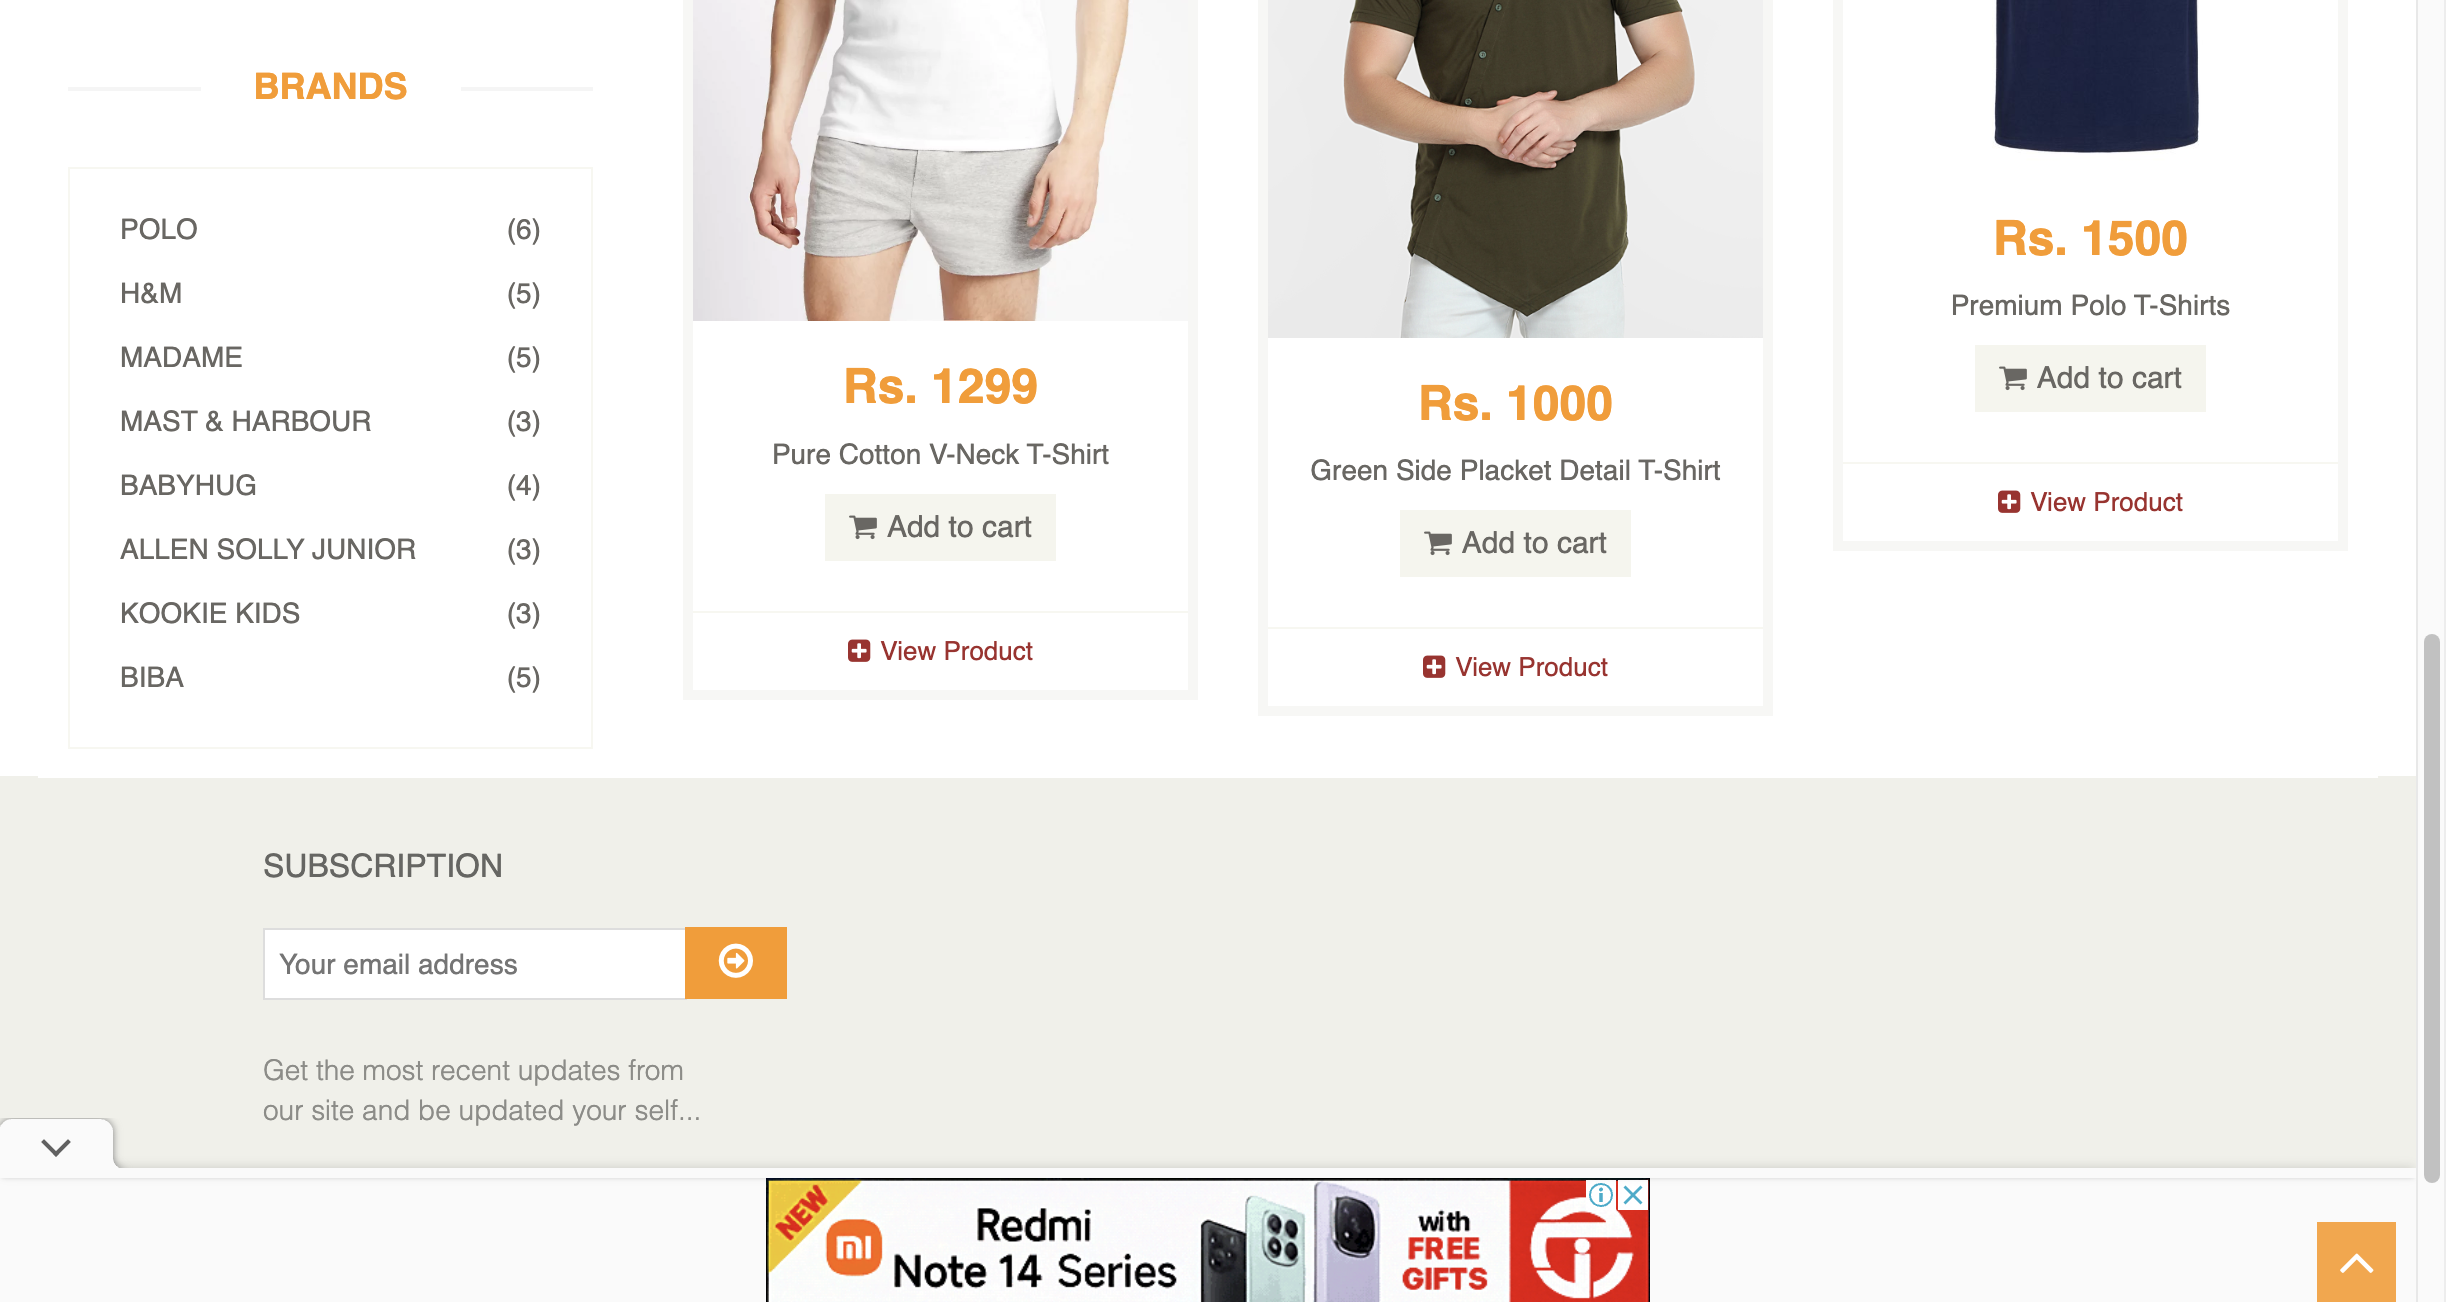 BRANDS
POLO (6)
H&M (5)
MADAME (5)
MAST & HARBOUR (3)
BABYHUG (4)
ALLEN SOLLY JUNIOR (3)
KOOKIE KIDS (3)
BIBA (5)
Rs. 1299
Pure Cotton V-Neck T-Shirt
Add to cart
View Product
Rs. 1000
Green Side Placket Detail T-Shirt
Add to cart
View Product
Rs. 1500
Premium Polo T-Shirts
Add to cart
View Product
SUBSCRIPTION
Your email address
Get the most recent updates from
our site and be updated your self...
NEW
mi
Redmi
Note 14 Series
with
FREE
GIFTS